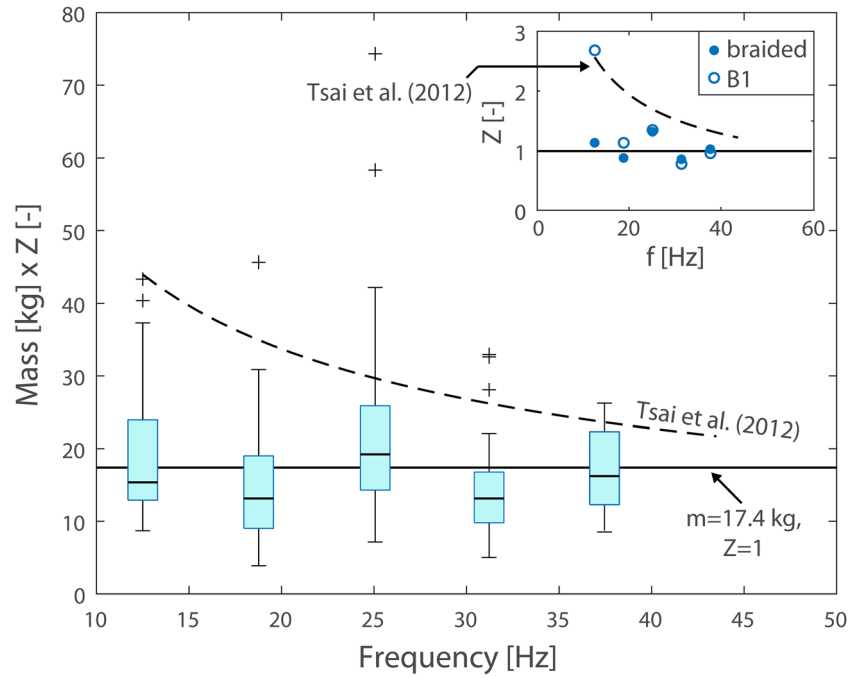 80
70
60
50
40
30
20
10
0
Mass [kg] x Z [-]
10
15
20
25
30
35
40
45
50
Frequency [Hz]
Tsai et al. (2012)
3
2
1
0
Z [-]
0
20
40
60
f [Hz]
braided
B1
Tsai et al. (2012)
m=17.4 kg,
Z=1